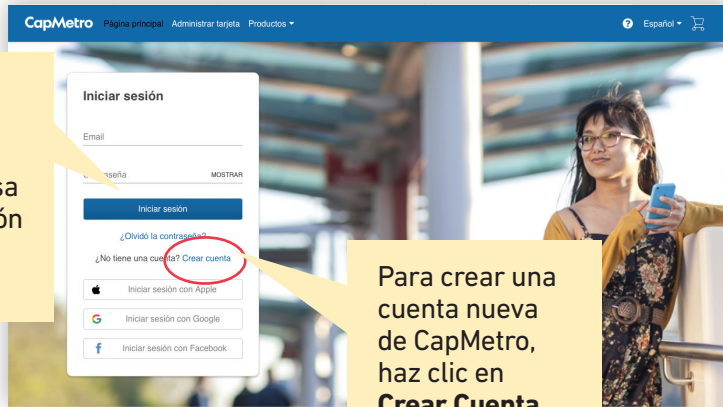 CapMetro Página principal Administrar tarjeta Productos
? Español
Iniciar sesión
Email
MOSTRAR
Iniciar sesión
¿Olvidó la contraseña?
¿No tiene una cuenta? Crear cuenta
Iniciar sesión con Apple
G Iniciar sesión con Google
f Iniciar sesión con Facebook
Para crear una
cuenta nueva
de CapMetro,
haz clic en
Crear Cuenta